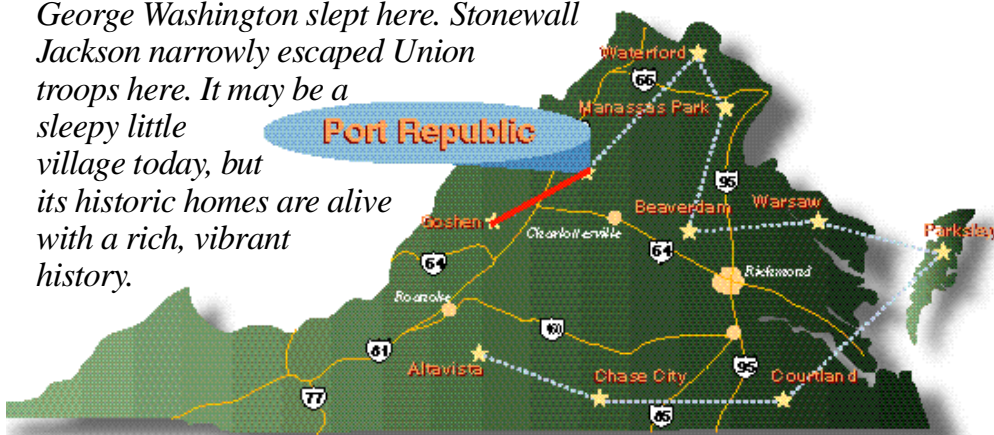 George Washington slept here. Stonewall
Jackson narrowly escaped Union
troops here. It may be a
sleepy little
village today, but
its historic homes are alive
with a rich, vibrant
history.
Waterford
66
Manassas Park
Port Republic
95
Goshen
Charlottesville
Beaverdam
Warsaw
Parksley
64
64
Richmond
Roanoke
460
81
Altavista
95
Chase City
Courtland
77
85